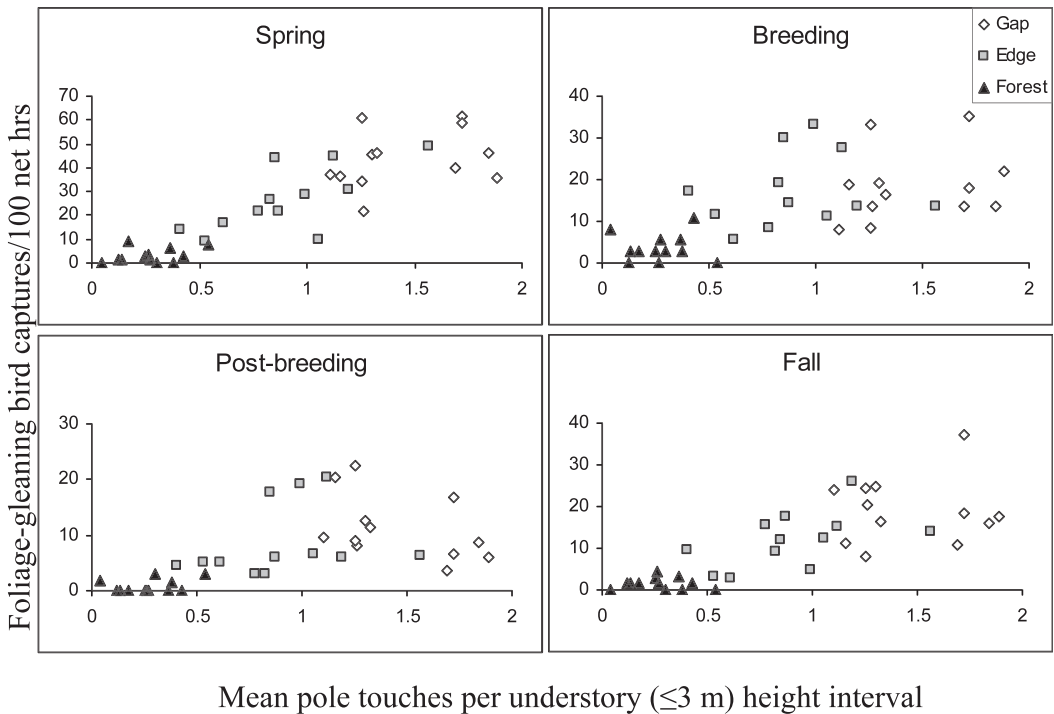 Foliage-gleaning bird captures/100 net hrs
Spring
70
60
50
40
30
20
10
0
0 0.5 1 1.5 2
Breeding
Gap
Edge
Forest
40
30
20
10
0
0 0.5 1 1.5 2
Post-breeding
30
20
10
0
0 0.5 1 1.5 2
Fall
40
30
20
10
0
0 0.5 1 1.5 2
Mean pole touches per understory (≤3 m) height interval